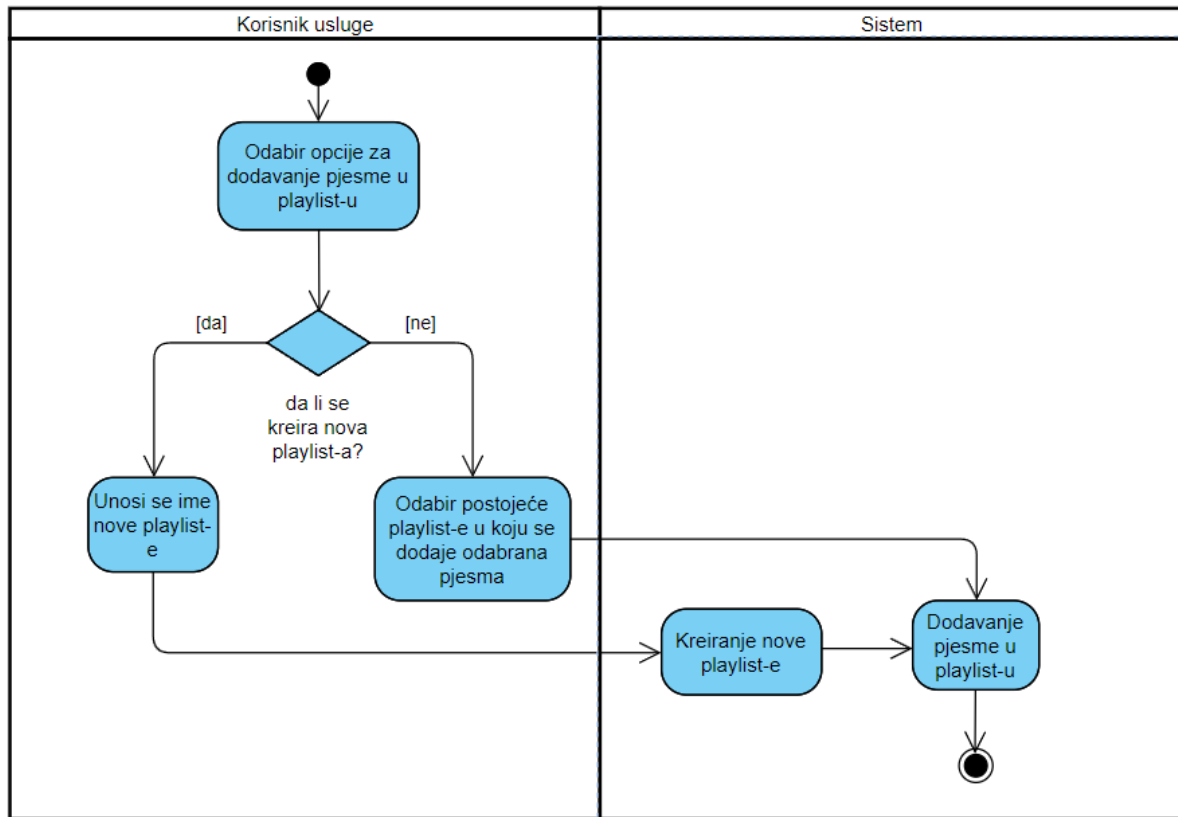 Korisnik usluge
Sistem
Odabir opcije za
dodavanje pjesme u
playlist-u
[da]
[ne]
da li se
kreira nova
playlist-a?
Unosi se ime
nove playlist-
e
Odabir postojeće
playlist-e u koju se
dodaje odabrana
pjesma
Kreiranje nove
playlist-e
Dodavanje
pjesme u
playlist-u